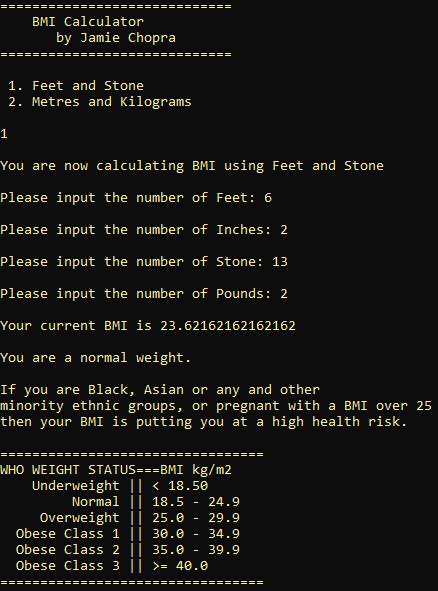 =============================
BMI Calculator
by Jamie Chopra
=============================
1. Feet and Stone
2. Metres and Kilograms
1
You are now calculating BMI using Feet and Stone
Please input the number of Feet: 6
Please input the number of Inches: 2
Please input the number of Stone: 13
Please input the number of Pounds: 2
Your current BMI is 23.62162162162162
You are a normal weight.
If you are Black, Asian or any and other
minority ethnic groups, or pregnant with a BMI over 25
then your BMI is putting you at a high health risk.
=================================
WHO WEIGHT STATUS===BMI kg/m2
Underweight || < 18.50
Normal || 18.5 - 24.9
Overweight || 25.0 - 29.9
Obese Class 1 || 30.0 - 34.9
Obese Class 2 || 35.0 - 39.9
Obese Class 3 || >= 40.0
=================================